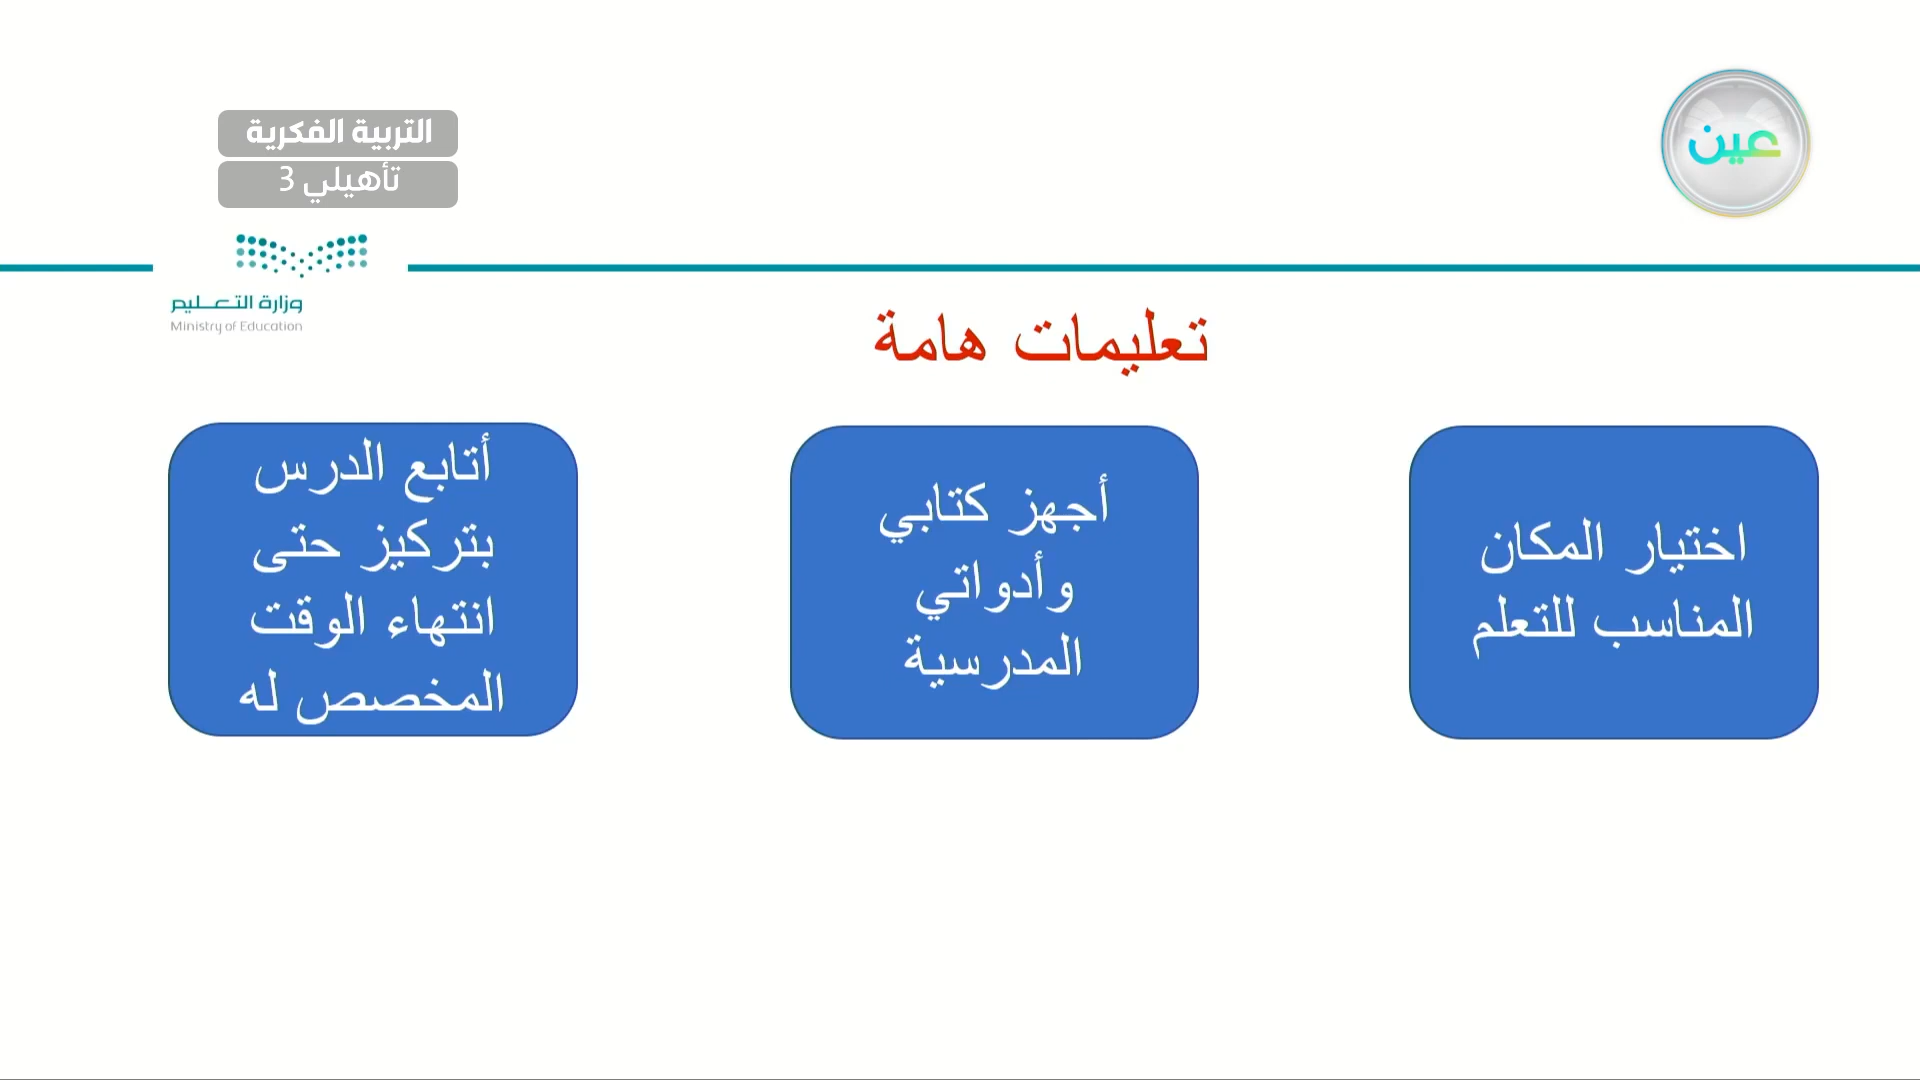 عين
التربية الفكرية
تأهيلي 3
وزارة التعليم
Ministry of Education
تعليمات هامة
اختيار المكان
المناسب للتعلم
أجهز كتابي
وأدواتي
المدرسية
أتابع الدرس
بتركيز حتى
انتهاء الوقت
المخصص له